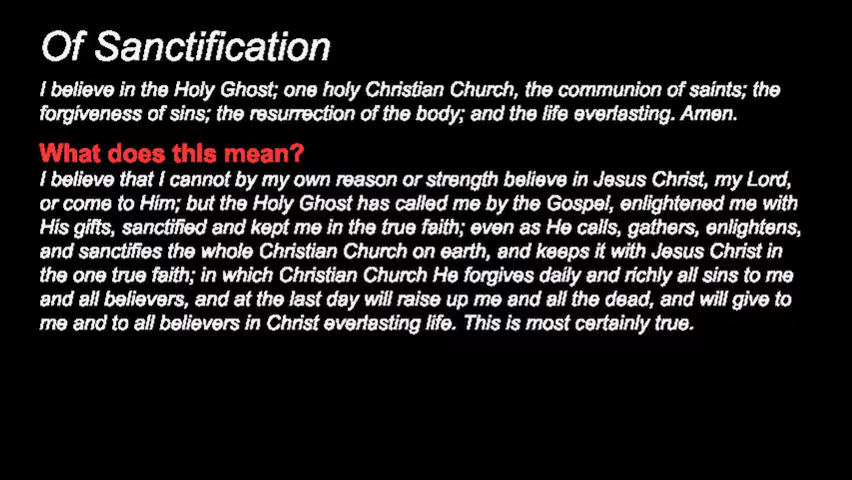 Of Sanctification
I believe in the Holy Ghost; one holy Christian Church, the communion of saints; the
forgiveness of sins; the resurrection of the body; and the life everlasting. Amen.
What does this mean?
I believe that I cannot by my own reason or strength believe in Jesus Christ, my Lord,
or come to Him; but the Holy Ghost has called me by the Gospel, enlightened me with
His gifts, sanctified and kept me in the true faith; even as He calls, gathers, enlightens,
and sanctifies the whole Christian Church on earth, and keeps it with Jesus Christ in
the one true faith; in which Christian Church He forgives daily and richly all sins to me
and all believers, and at the last day will raise up me and all the dead, and will give to
me and to all believers in Christ everlasting life. This is most certainly true.